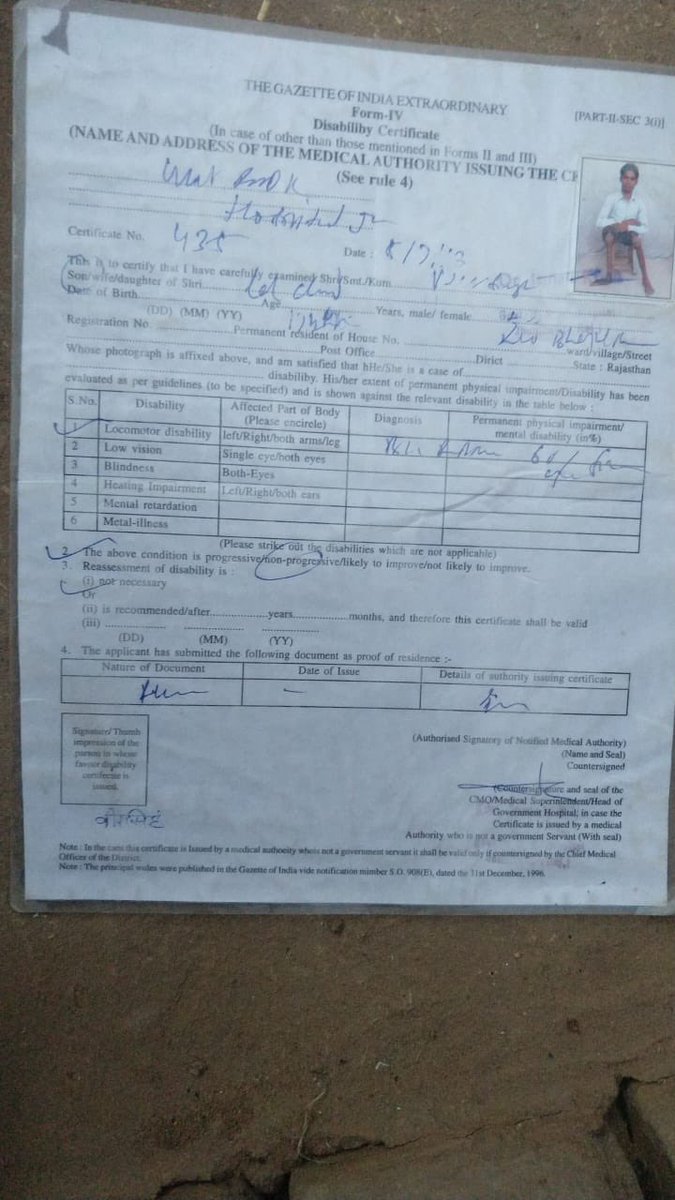 THE GAZETTE OF INDIA EXTRAORDINARY
[PART-II-SEC 3(i)]
Form-IV
Disabiliby Certificate
(In case of other than those mentioned in Forms II and III)
(NAME AND ADDRESS OF THE MEDICAL AUTHORITY ISSUING THE CE
(See rule 4)
Certificate No. 435 Date :
This is to certify that I have carefully examined Shri/Smt./Kum.
Son/wife/daughter of Shri
Date of Birth Age Years, male/ female
(DD) (MM) (YY)
Registration No. Permanent resident of House No. ward/village/Street
Post Office Dirict State : Rajasthan
Whose photograph is affixed above, and am satisfied that hHe/She is a case of
disabiliby. His/her extent of permanent physical impairment/Disability has been
evaluated as per guidelines (to be specified) and is shown against the relevant disability in the table below :
S.No. Disability Affected Part of Body (Please encircle) Diagnosis Permanent physical impairment/ mental disability (in%)
1 Locomotor disability left/Right/both arms/leg
2 Low vision Single eye/both eyes
3 Blindness Both-Eyes
4 Heating Impairment Left/Right/both ears
5 Mental retardation
6 Metal-illness
(Please strike out the disabilities which are not applicable)
2. The above condition is progressive/non-progressive/likely to improve/not likely to improve.
3. Reassessment of disability is :
(i) not necessary
Or
(ii) is recommended/after years months, and therefore this certificate shall be valid
(iii)
(DD) (MM) (YY)
4. The applicant has submitted the following document as proof of residence :-
Nature of Document Date of Issue Details of authority issuing certificate
Signature/ Thumb
impression of the
person in whose
favour disability
certificate is
issued.
वीरसिंह
(Authorised Signatory of Notified Medical Authority)
(Name and Seal)
Countersigned
(Countersignature and seal of the
CMO/Medical Superintendent/Head of
Government Hospital; in case the
Certificate is issued by a medical
Authority who is not a government Servant (With seal)
Note : In the cass this certificate is Issued by a medical authoeity whois not a government servant it shall be valid only if countersigned by the Chief Medical
Officer of the District.
Note : The principal wules were published in the Gazette of India vide notification mimber S.O. 908(E), dated the 31st December, 1996.